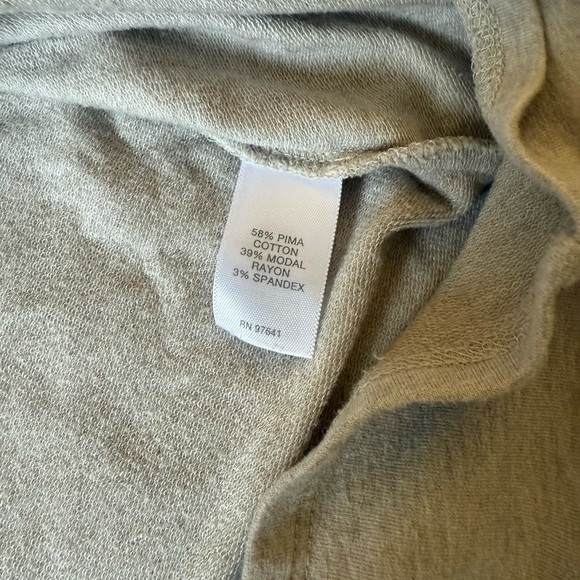 58% PIMA
COTTON
39% MODAL
RAYON
3% SPANDEX
RN 97641